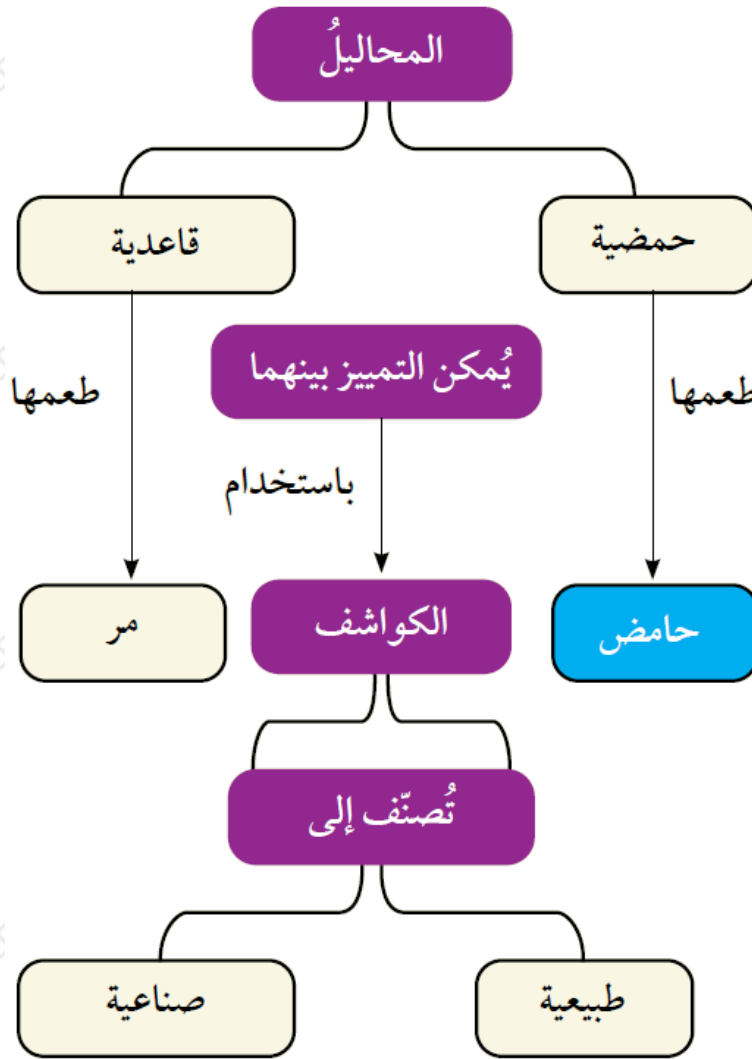 المحاليلُ
حمضية
قاعدية
يُمكن التمييز بينهما
طعمها
طعمها
باستخدام
حامض
الكواشف
مر
تُصنّف إلى
طبيعية
صناعية